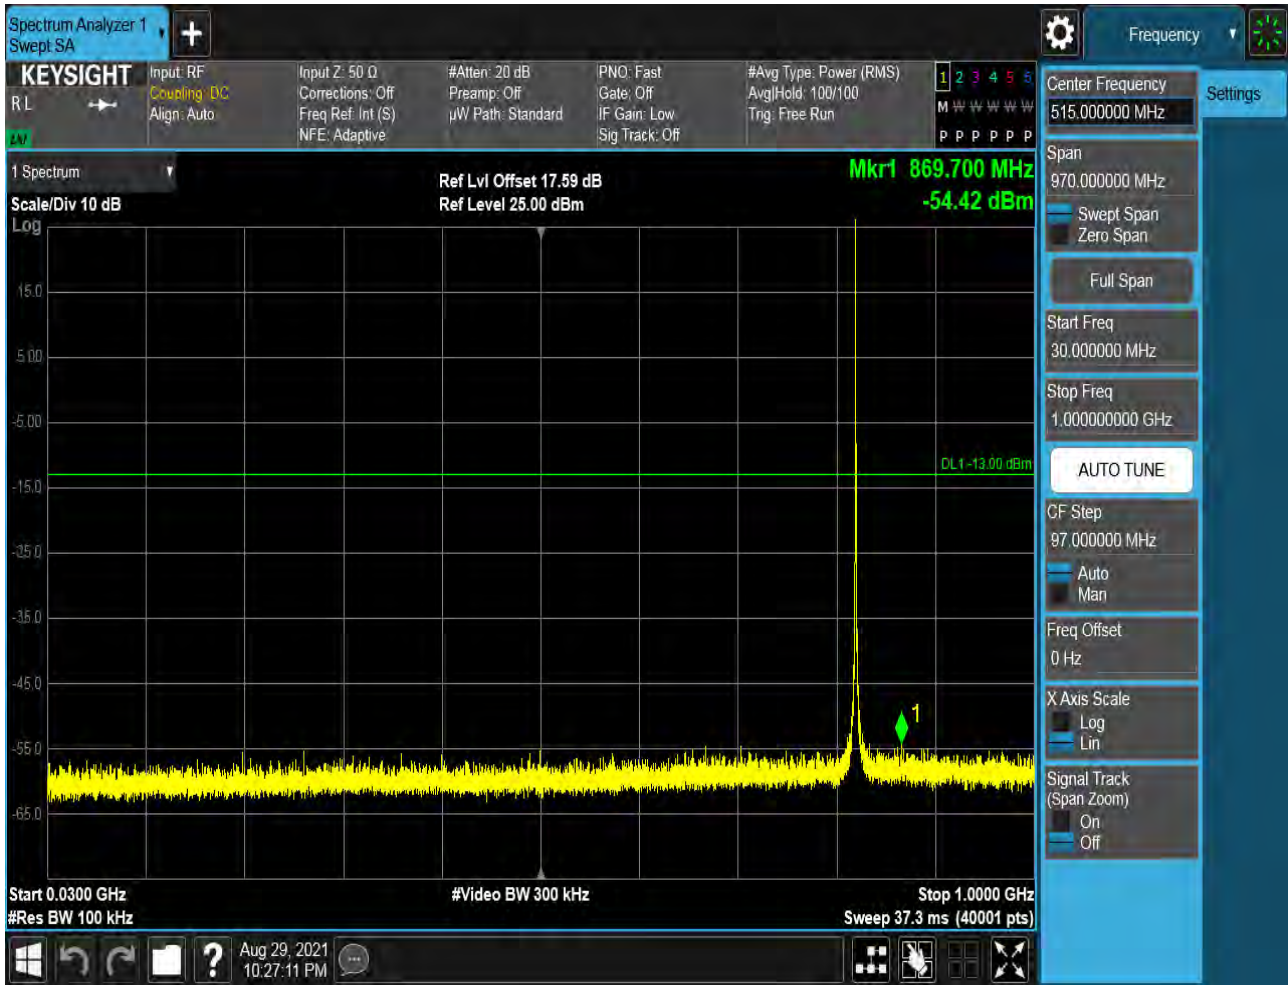 Spectrum Analyzer 1
Swept SA
Frequency
KEYSIGHT
R L
LNI
Input: RF
Coupling: DC
Align: Auto
Input Z: 50 Ω
Corrections: Off
Freq Ref: Int (S)
NFE: Adaptive
#Atten: 20 dB
Preamp: Off
µW Path: Standard
PNO: Fast
Gate: Off
IF Gain: Low
Sig Track: Off
#Avg Type: Power (RMS)
Avg|Hold: 100/100
Trig: Free Run
1 2 3 4 5 6
M W W W W W
P P P P P P
1 Spectrum
Scale/Div 10 dB
Log
Ref Lvl Offset 17.59 dB
Ref Level 25.00 dBm
Mkr1 869.700 MHz
-54.42 dBm
15.0
5.00
-5.00
-15.0
-25.0
-35.0
-45.0
-55.0
-65.0
DL1 -13.00 dBm
1
Start 0.0300 GHz
#Res BW 100 kHz
#Video BW 300 kHz
Stop 1.0000 GHz
Sweep 37.3 ms (40001 pts)
Center Frequency
515.000000 MHz
Settings
Span
970.000000 MHz
Swept Span
Zero Span
Full Span
Start Freq
30.000000 MHz
Stop Freq
1.000000000 GHz
AUTO TUNE
CF Step
97.000000 MHz
Auto
Man
Freq Offset
0 Hz
X Axis Scale
Log
Lin
Signal Track
(Span Zoom)
On
Off
Aug 29, 2021
10:27:11 PM